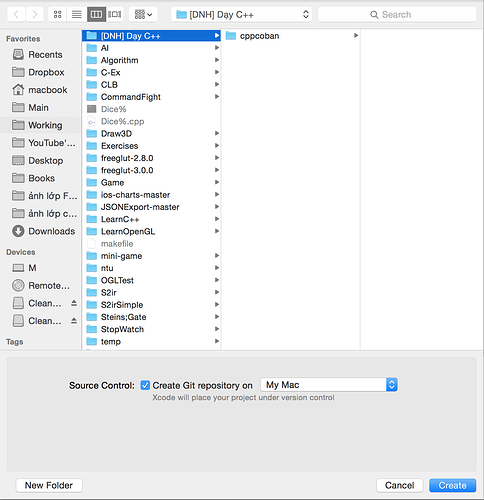 [DNH] Dạy C++
Search
Favorites
Recents
Dropbox
macbook
Main
Working
YouTube'...
Desktop
Books
ảnh lớp F...
ảnh lớp c...
Downloads
Devices
M
Remote...
Clean...
Clean...
Tags
[DNH] Dạy C++
AI
Algorithm
C-Ex
CLB
CommandFight
Dice%
Dice%.cpp
Draw3D
Exercises
freeglut-2.8.0
freeglut-3.0.0
Game
ios-charts-master
JSONExport-master
LearnC++
LearnOpenGL
makefile
mini-game
ntu
OGLTest
S2ir
S2irSimple
Steins;Gate
StopWatch
temp
cppcoban
Source Control: Create Git repository on My Mac
Xcode will place your project under version control
New Folder Cancel Create